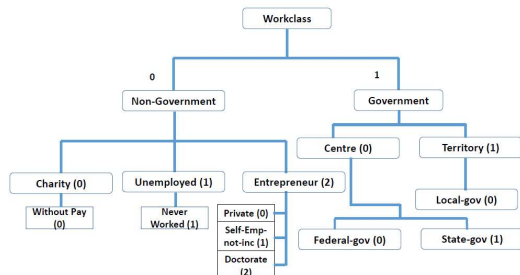 Workclass
0
1
Non-Government
Government
Centre (0)
Territory (1)
Charity (0)
Unemployed (1)
Entrepreneur (2)
Local-gov (0)
Without Pay
(0)
Never
Worked (1)
Private (0)
Self-Emp-
not-inc (1)
Doctorate
(2)
Federal-gov (0)
State-gov (1)